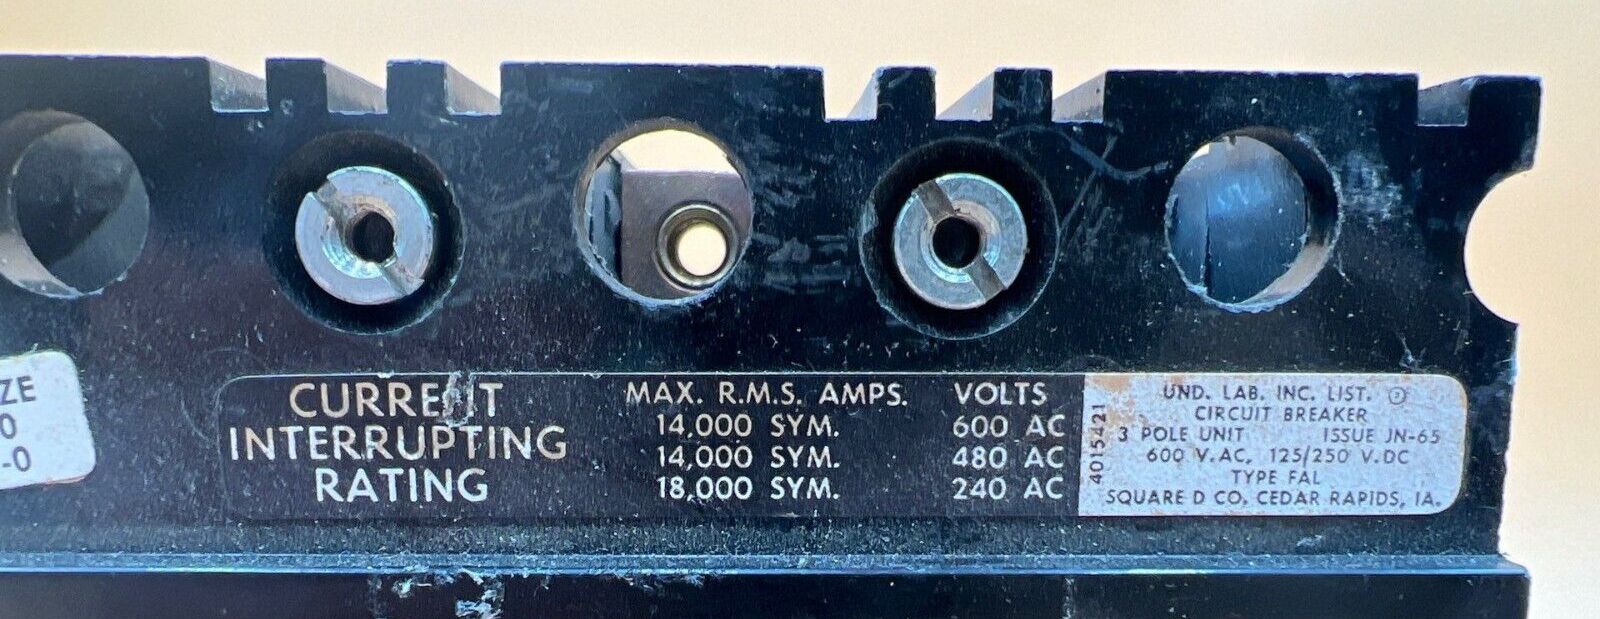 ZE
0
-0
CURRENT
INTERRUPTING
RATING
MAX. R.M.S. AMPS. VOLTS
14,000 SYM. 600 AC
14,000 SYM. 480 AC
18,000 SYM. 240 AC
4015421
UND. LAB. INC. LIST.
CIRCUIT BREAKER
3 POLE UNIT ISSUE JN-65
600 V.AC, 125/250 V.DC
TYPE FAL
SQUARE D CO. CEDAR RAPIDS, IA.